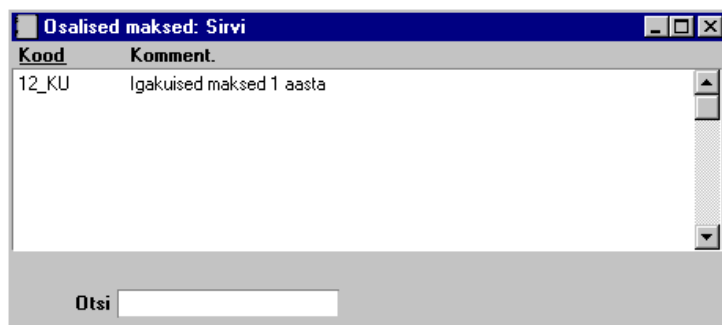 Osalised maksed: Sirvi
Kood Komment.
12_KU Igakuised maksed 1 aasta
Otsi